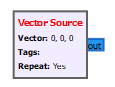 Vector Source
Vector: 0, 0, 0
Tags:
Repeat: Yes
out